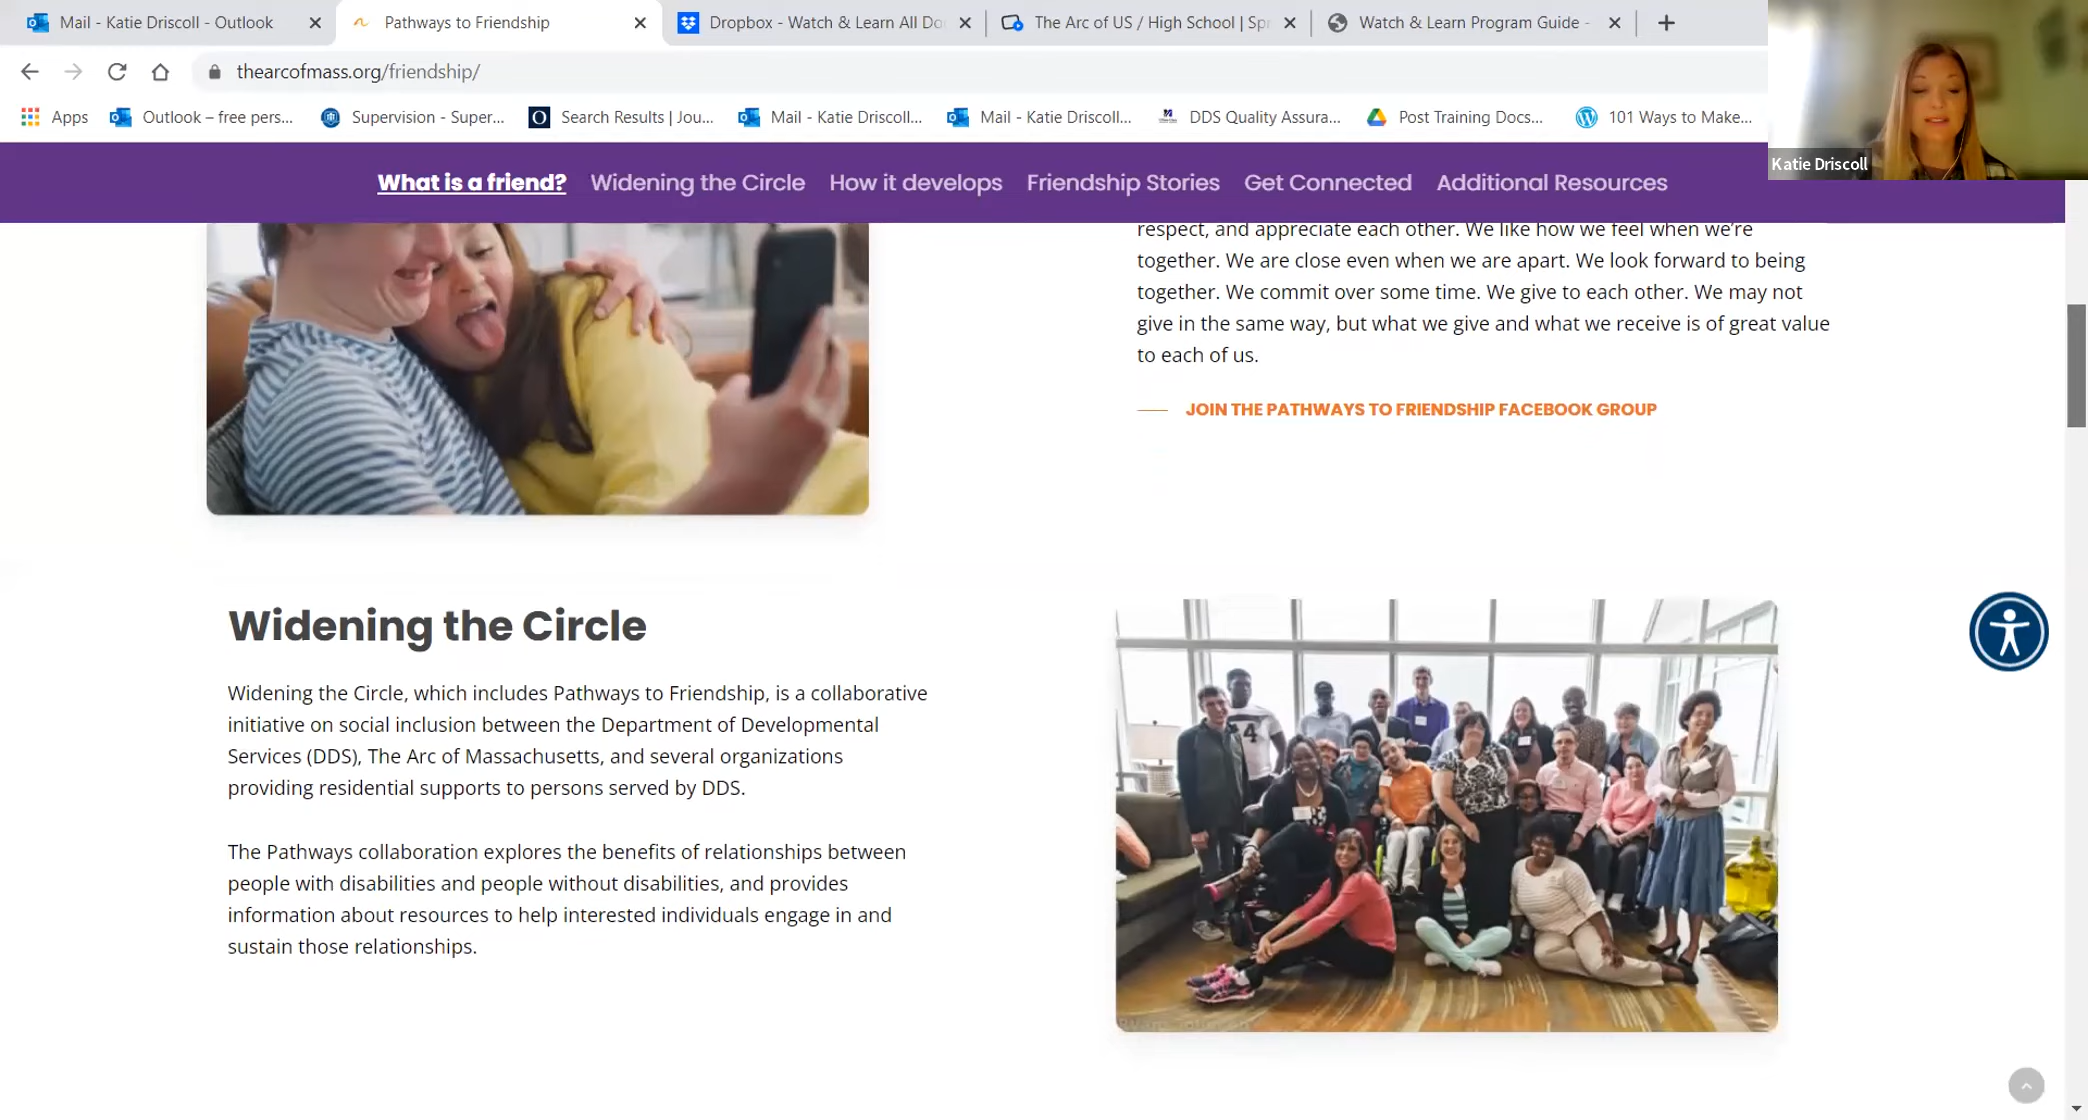 Mail - Katie Driscoll - Outlook
Pathways to Friendship
Dropbox - Watch & Learn All Do
The Arc of US / High School | Sp
Watch & Learn Program Guide -
thearcofmass.org/friendship/
Apps
Outlook – free pers...
Supervision - Super...
Search Results | Jou...
Mail - Katie Driscoll...
Mail - Katie Driscoll...
DDS Quality Assura...
Post Training Docs...
101 Ways to Make...
Katie Driscoll
What is a friend?
Widening the Circle
How it develops
Friendship Stories
Get Connected
Additional Resources
respect, and appreciate each other. We like how we feel when we're
together. We are close even when we are apart. We look forward to being
together. We commit over some time. We give to each other. We may not
give in the same way, but what we give and what we receive is of great value
to each of us.
JOIN THE PATHWAYS TO FRIENDSHIP FACEBOOK GROUP
Widening the Circle
Widening the Circle, which includes Pathways to Friendship, is a collaborative
initiative on social inclusion between the Department of Developmental
Services (DDS), The Arc of Massachusetts, and several organizations
providing residential supports to persons served by DDS.
The Pathways collaboration explores the benefits of relationships between
people with disabilities and people without disabilities, and provides
information about resources to help interested individuals engage in and
sustain those relationships.